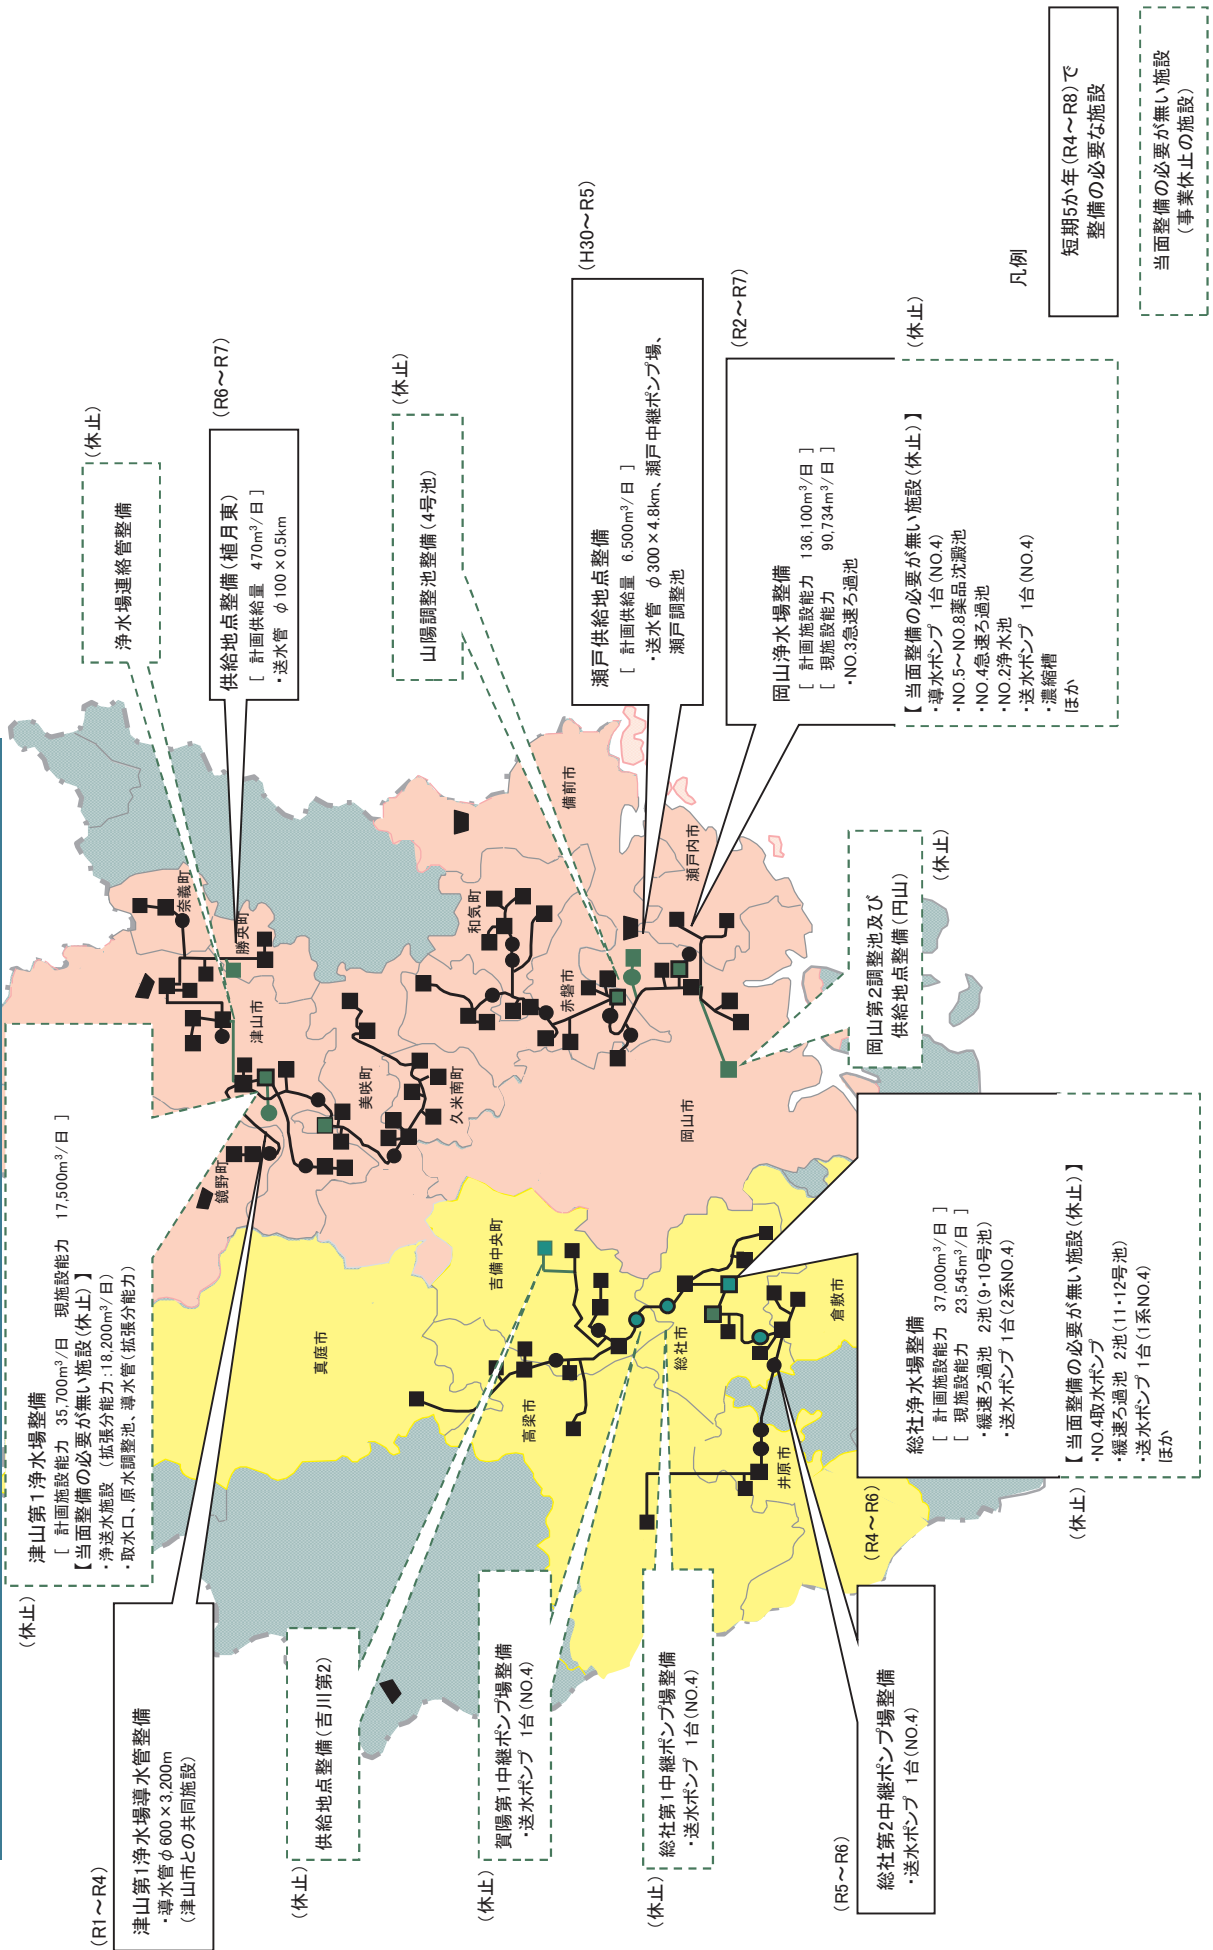 (休止)
津山第1浄水場整備
[ 計画施設能力 35,700m³/日 現施設能力 17,500m³/日 ]
【当面整備の必要が無い施設(休止)】
・浄送水施設 (拡張分能力:18,200m³/日)
・取水口、原水調整池、導水管(拡張分能力)
(休止)
浄水場連絡管整備
(R6～R7)
供給地点整備(植月東)
[ 計画供給量 470m³/日 ]
・送水管 φ100×0.5km
(休止)
山陽調整池整備(4号池)
(H30～R5)
瀬戸供給地点整備
[ 計画供給量 6.500m³/日 ]
・送水管 φ300×4.8km、瀬戸中継ポンプ場、
瀬戸調整池
(R2～R7)
岡山浄水場整備
[ 計画施設能力 136,100m³/日 ]
[ 現施設能力 90,734m³/日 ]
・NO.3急速ろ過池
(休止)
【当面整備の必要が無い施設(休止)】
・導水ポンプ 1台(NO.4)
・NO.5～NO.8薬品沈澱池
・NO.4急速ろ過池
・NO.2浄水池
・送水ポンプ 1台(NO.4)
・濃縮槽
ほか
凡例
短期5か年(R4～R8)で
整備の必要な施設
当面整備の必要が無い施設
(事業休止の施設)
(R1～R4)
津山第1浄水場導水管整備
・導水管φ600×3,200m
(津山市との共同施設)
(休止)
供給地点整備(吉川第2)
(休止)
賀陽第1中継ポンプ場整備
・送水ポンプ 1台(NO.4)
(休止)
総社第1中継ポンプ場整備
・送水ポンプ 1台(NO.4)
(R5～R6)
総社第2中継ポンプ場整備
・送水ポンプ 1台(NO.4)
(R4～R6)
総社浄水場整備
[ 計画施設能力 37,000m³/日 ]
[ 現施設能力 23,545m³/日 ]
・緩速ろ過池 2池(9・10号池)
・送水ポンプ 1台(2系NO.4)
(休止)
【当面整備の必要が無い施設(休止)】
・NO.4取水ポンプ
・緩速ろ過池 2池(11・12号池)
・送水ポンプ 1台(1系NO.4)
ほか
(休止)
岡山第2調整池及び
供給地点整備(円山)
奈義町
勝央町
津山市
鏡野町
美咲町
久米南町
和気町
備前市
赤磐市
瀬戸内市
岡山市
真庭市
吉備中央町
高梁市
総社市
倉敷市
井原市